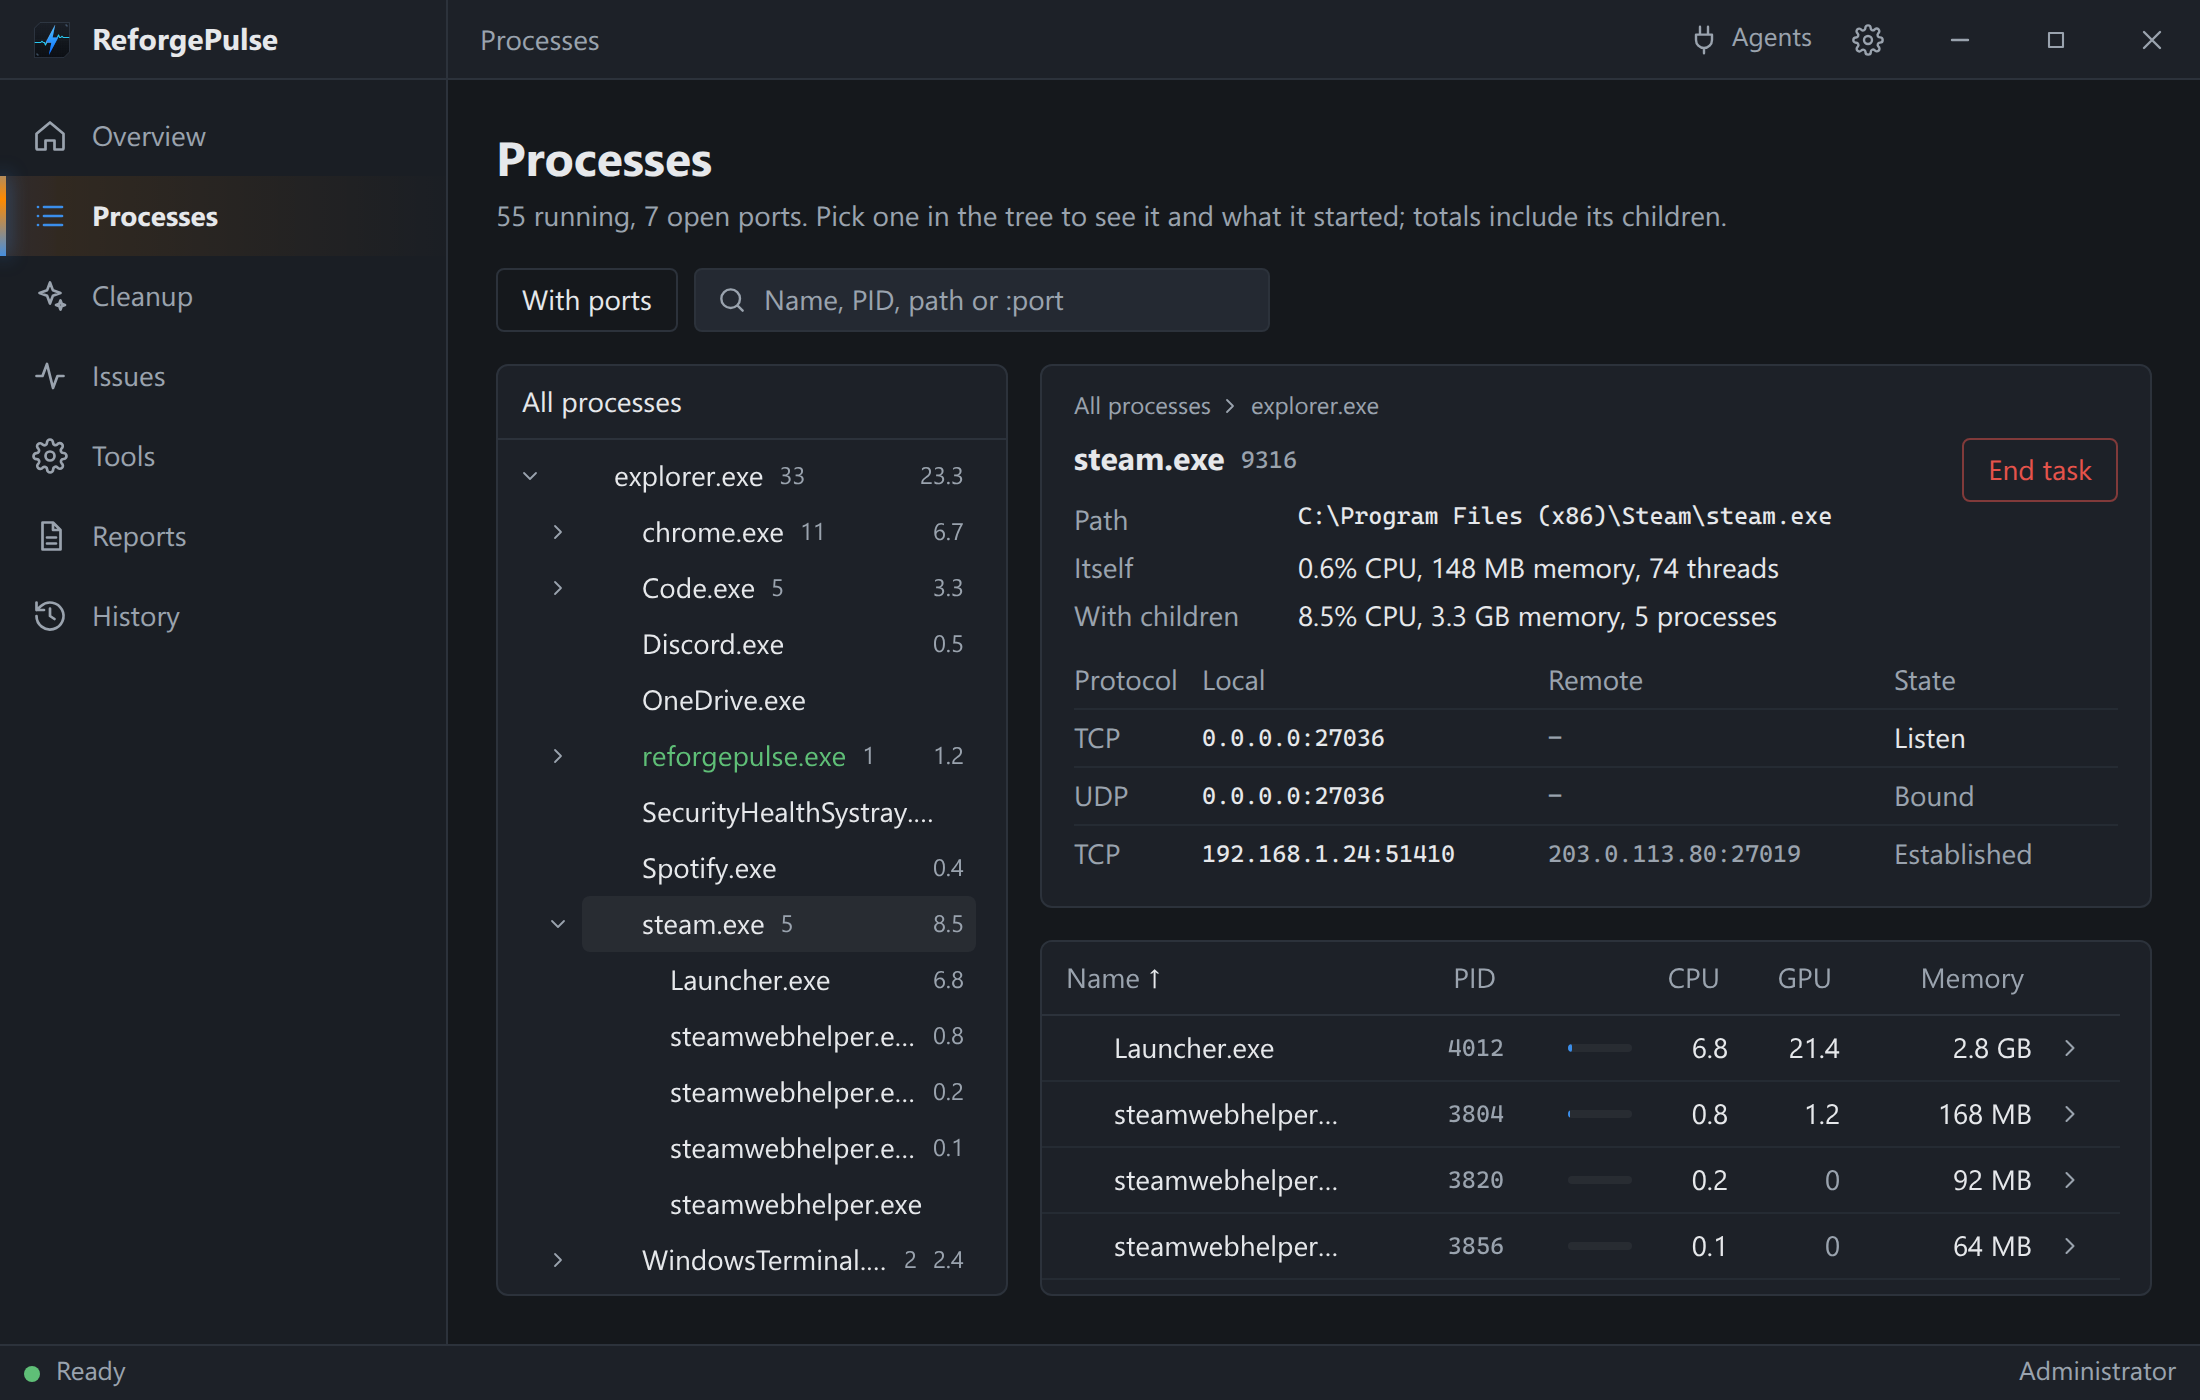 ReforgePulse
Processes
Agents
Overview
Processes
Cleanup
Issues
Tools
Reports
History
Processes
55 running, 7 open ports. Pick one in the tree to see it and what it started; totals include its children.
With ports
Name, PID, path or :port
All processes
explorer.exe 33 23.3
chrome.exe 11 6.7
Code.exe 5 3.3
Discord.exe 0.5
OneDrive.exe
reforgepulse.exe 1 1.2
SecurityHealthSystray....
Spotify.exe 0.4
steam.exe 5 8.5
Launcher.exe 6.8
steamwebhelper.e... 0.8
steamwebhelper.e... 0.2
steamwebhelper.e... 0.1
steamwebhelper.exe
WindowsTerminal.... 2 2.4
All processes > explorer.exe
steam.exe 9316
End task
Path C:\Program Files (x86)\Steam\steam.exe
Itself 0.6% CPU, 148 MB memory, 74 threads
With children 8.5% CPU, 3.3 GB memory, 5 processes
Protocol Local Remote State
TCP 0.0.0.0:27036 – Listen
UDP 0.0.0.0:27036 – Bound
TCP 192.168.1.24:51410 203.0.113.80:27019 Established
Name ↑ PID CPU GPU Memory
Launcher.exe 4012 6.8 21.4 2.8 GB
steamwebhelper... 3804 0.8 1.2 168 MB
steamwebhelper... 3820 0.2 0 92 MB
steamwebhelper... 3856 0.1 0 64 MB
Ready
Administrator